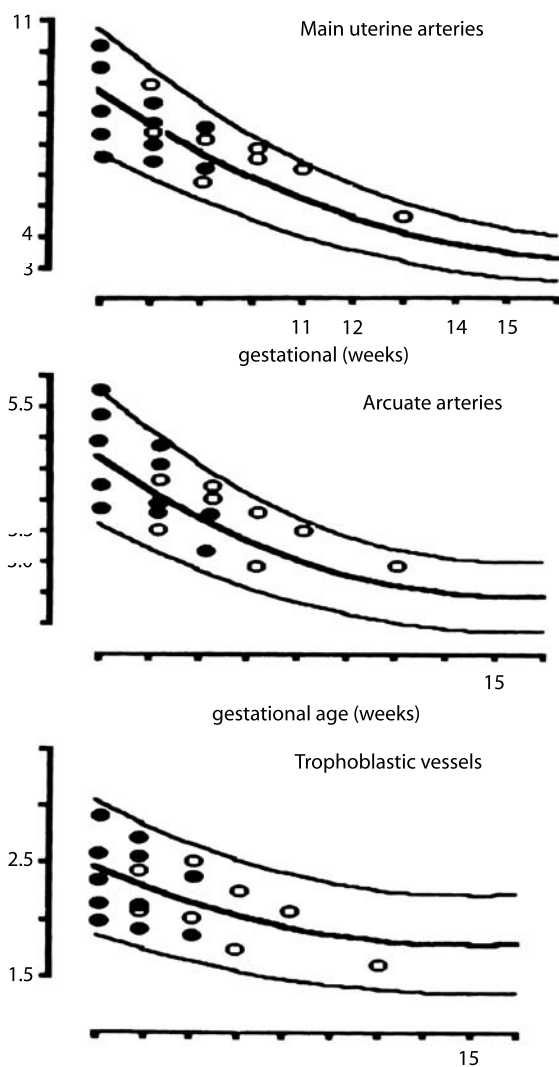 11
Main uterine arteries
4
3
11 12 14 15
gestational (weeks)
5.5
Arcuate arteries
15
gestational age (weeks)
Trophoblastic vessels
2.5
1.5
15